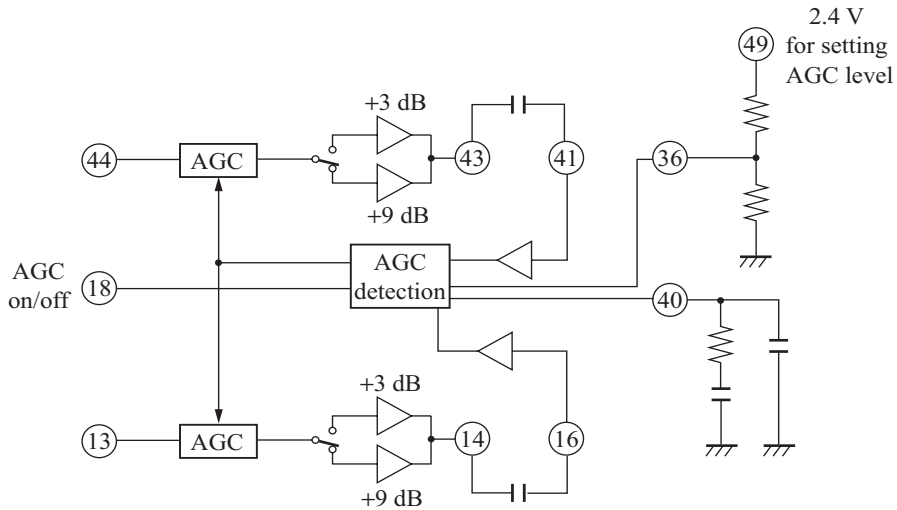 2.4 V
for setting
AGC level
49
+3 dB
44
AGC
43
41
36
+9 dB
AGC
on/off
18
AGC
detection
40
+3 dB
13
AGC
14
16
+9 dB